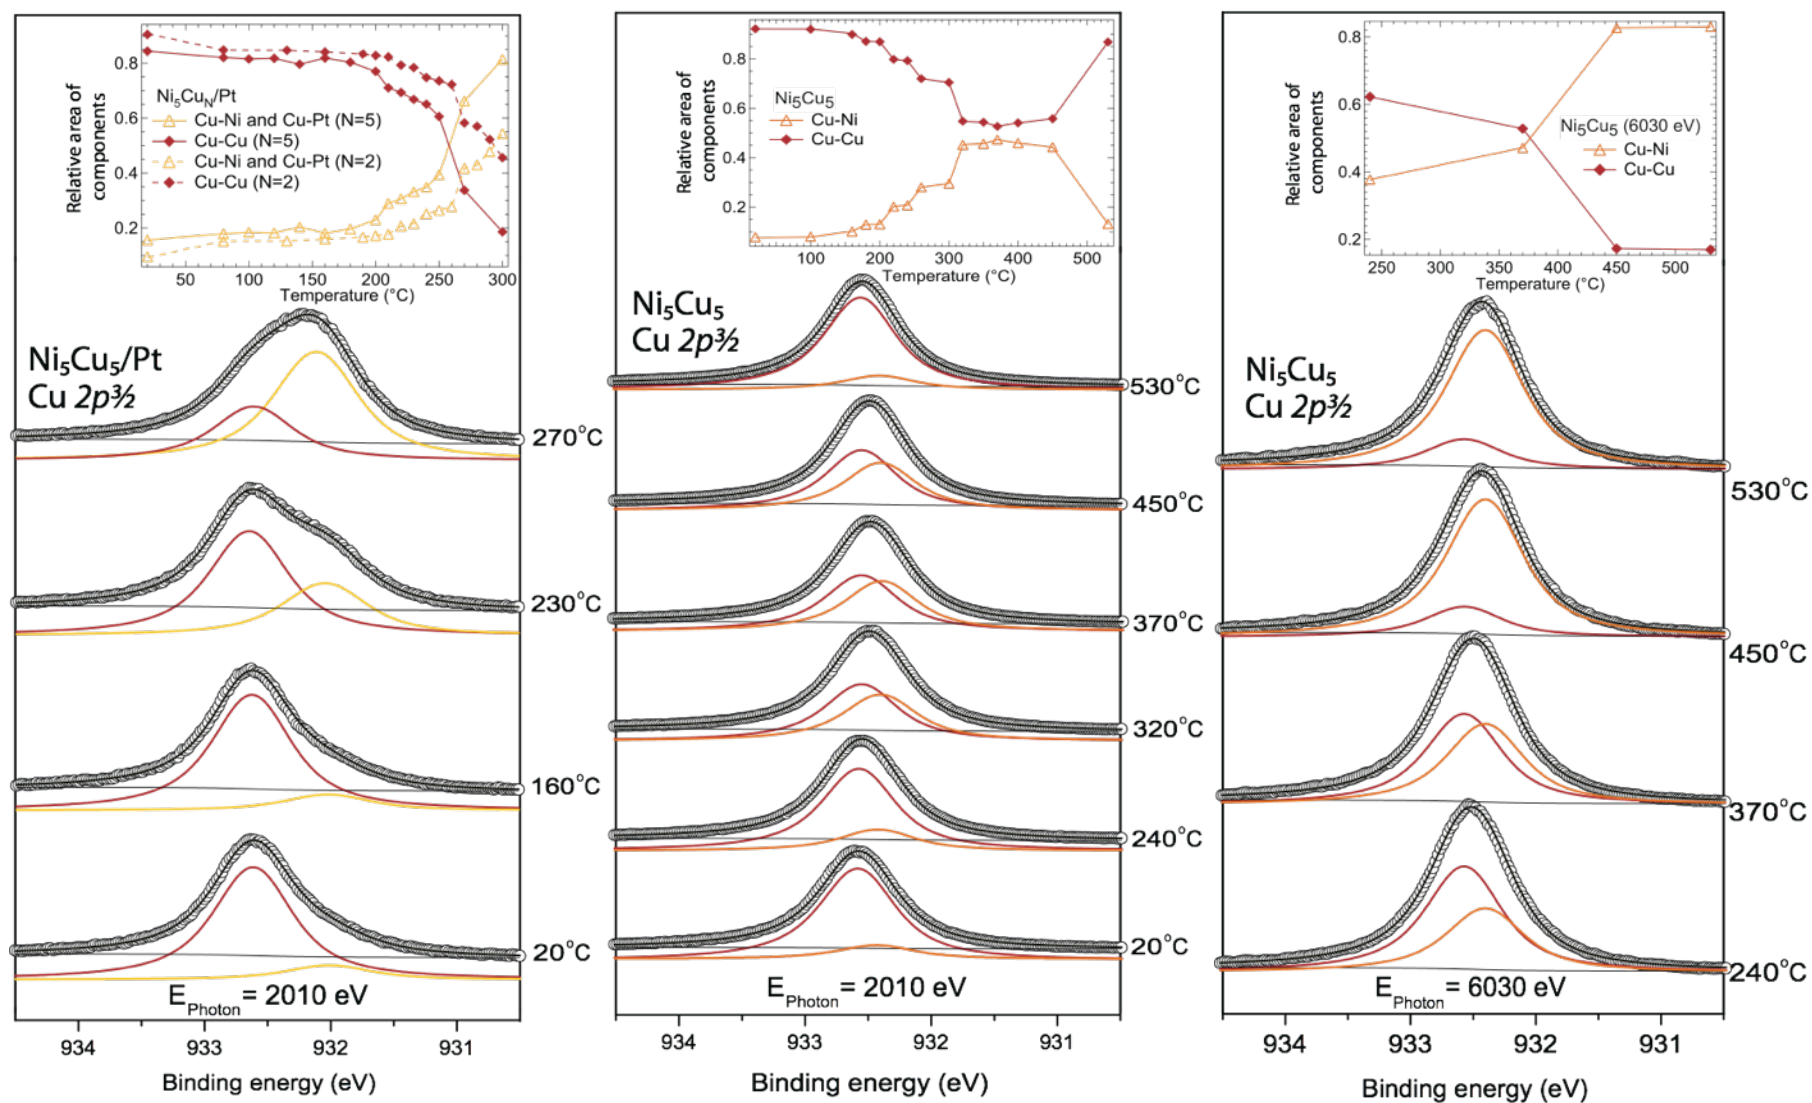 Relative area of
components
0.8
0.6
0.4
0.2
Ni₅Cu_N/Pt
Cu-Ni and Cu-Pt (N=5)
Cu-Cu (N=5)
Cu-Ni and Cu-Pt (N=2)
Cu-Cu (N=2)
50 100 150 200 250 300
Temperature (°C)
Ni₅Cu₅/Pt
Cu 2p³⁄₂
270°C
230°C
160°C
20°C
E_Photon = 2010 eV
934 933 932 931
Binding energy (eV)
Relative area of
components
0.8
0.6
0.4
0.2
Ni₅Cu₅
Cu-Ni
Cu-Cu
100 200 300 400 500
Temperature (°C)
Ni₅Cu₅
Cu 2p³⁄₂
530°C
450°C
370°C
320°C
240°C
20°C
E_Photon = 2010 eV
934 933 932 931
Binding energy (eV)
Relative area of
components
0.8
0.6
0.4
0.2
Ni₅Cu₅ (6030 eV)
Cu-Ni
Cu-Cu
250 300 350 400 450 500
Temperature (°C)
Ni₅Cu₅
Cu 2p³⁄₂
530°C
450°C
370°C
240°C
E_Photon = 6030 eV
934 933 932 931
Binding energy (eV)